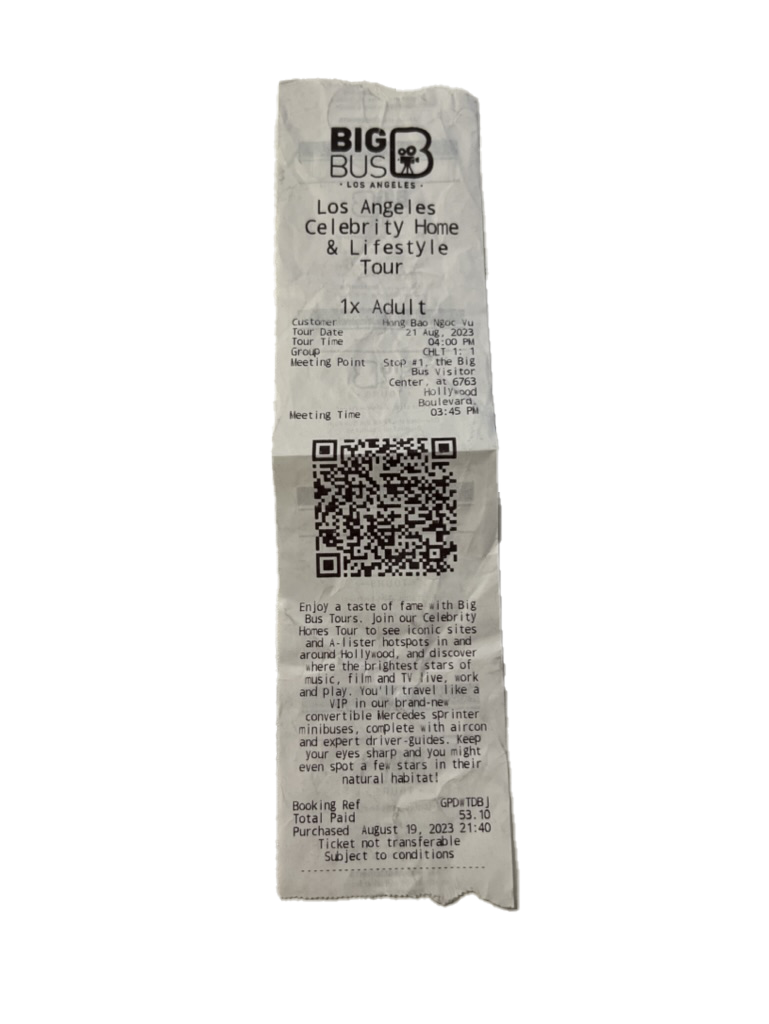 BIG
BUS
· LOS ANGELES ·
Los Angeles
Celebrity Home
& Lifestyle
Tour
1x Adult
Customer Hong Bao Ngoc Vu
Tour Date 21 Aug, 2023
Tour Time 04:00 PM
Group CHLT 1: 1
Meeting Point Stop #1, the Big
Bus Visitor
Center, at 6763
Hollywood
Boulevard,
Meeting Time 03:45 PM
Enjoy a taste of fame with Big
Bus Tours. Join our Celebrity
Homes Tour to see iconic sites
and A-lister hotspots in and
around Hollywood, and discover
where the brightest stars of
music, film and TV live, work
and play. You'll travel like a
VIP in our brand-new
convertible Mercedes sprinter
minibuses, complete with aircon
and expert driver-guides. Keep
your eyes sharp and you might
even spot a few stars in their
natural habitat!
Booking Ref GPDWTDBJ
Total Paid 53.10
Purchased August 19, 2023 21:40
Ticket not transferable
Subject to conditions